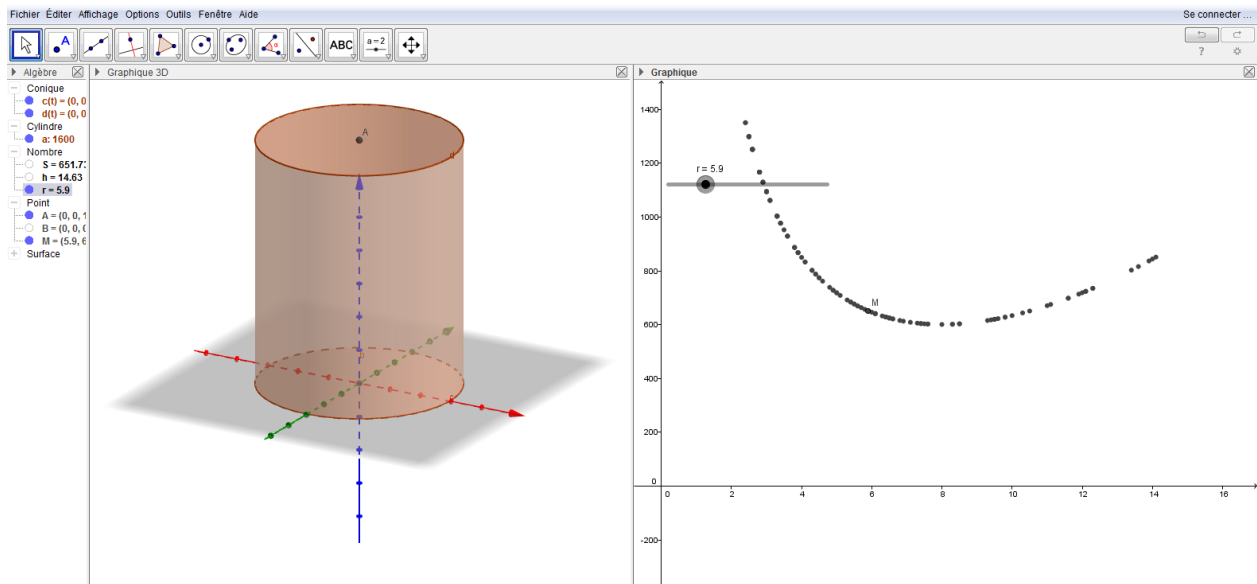 Fichier Éditer Affichage Options Outils Fenêtre Aide
Se connecter ...
A
α
ABC
a = 2
?
Algèbre
Conique
c(t) = (0, 0
d(t) = (0, 0
Cylindre
a: 1600
Nombre
S = 651.7
h = 14.63
r = 5.9
Point
A = (0, 0, 1
B = (0, 0, 0
M = (5.9, 6
Surface
Graphique 3D
A
d
b
c
Graphique
1400
1200
1000
800
600
400
200
0
-200
r = 5.9
M
0 2 4 6 8 10 12 14 16